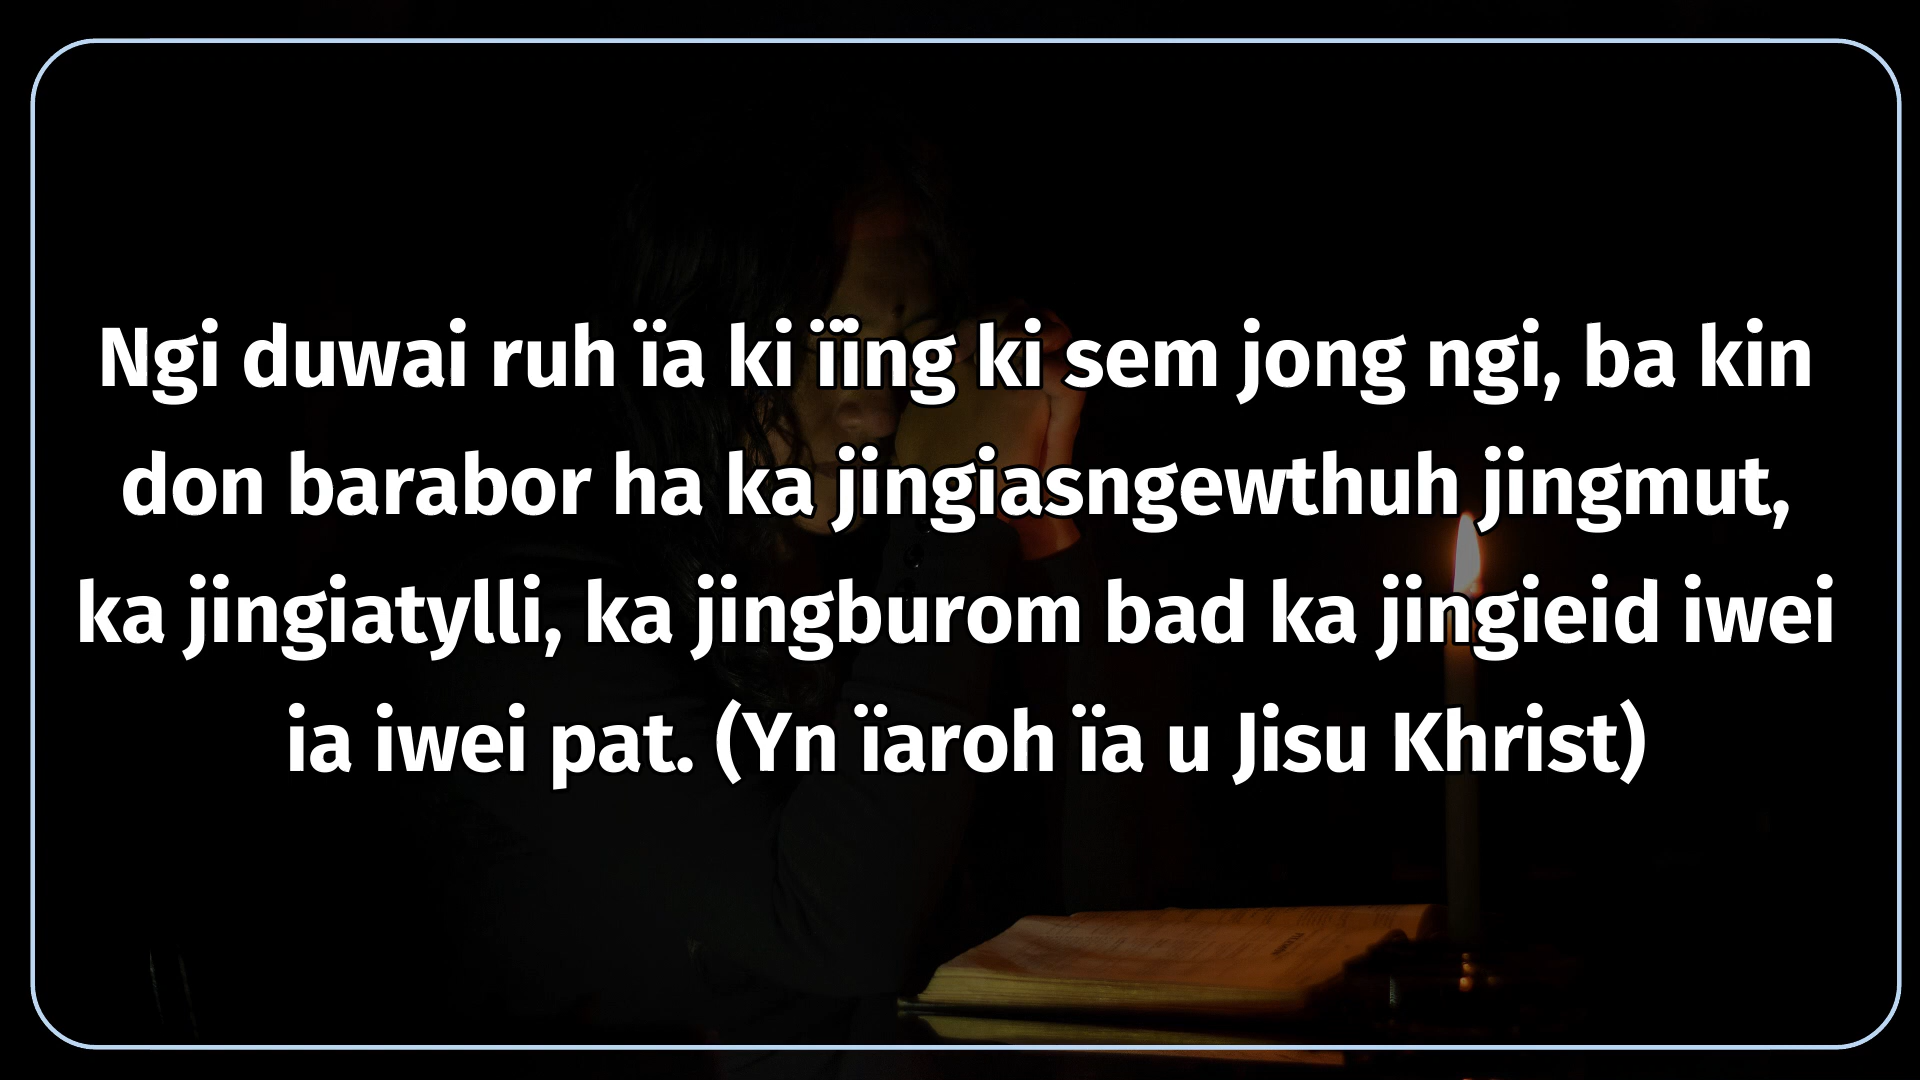 Ngi duwai ruh ïa ki ïïng ki sem jong ngi, ba kin
don barabor ha ka jingiasngewthuh jingmut,
ka jingiatylli, ka jingburom bad ka jingieid iwei
ia iwei pat. (Yn ïaroh ïa u Jisu Khrist)